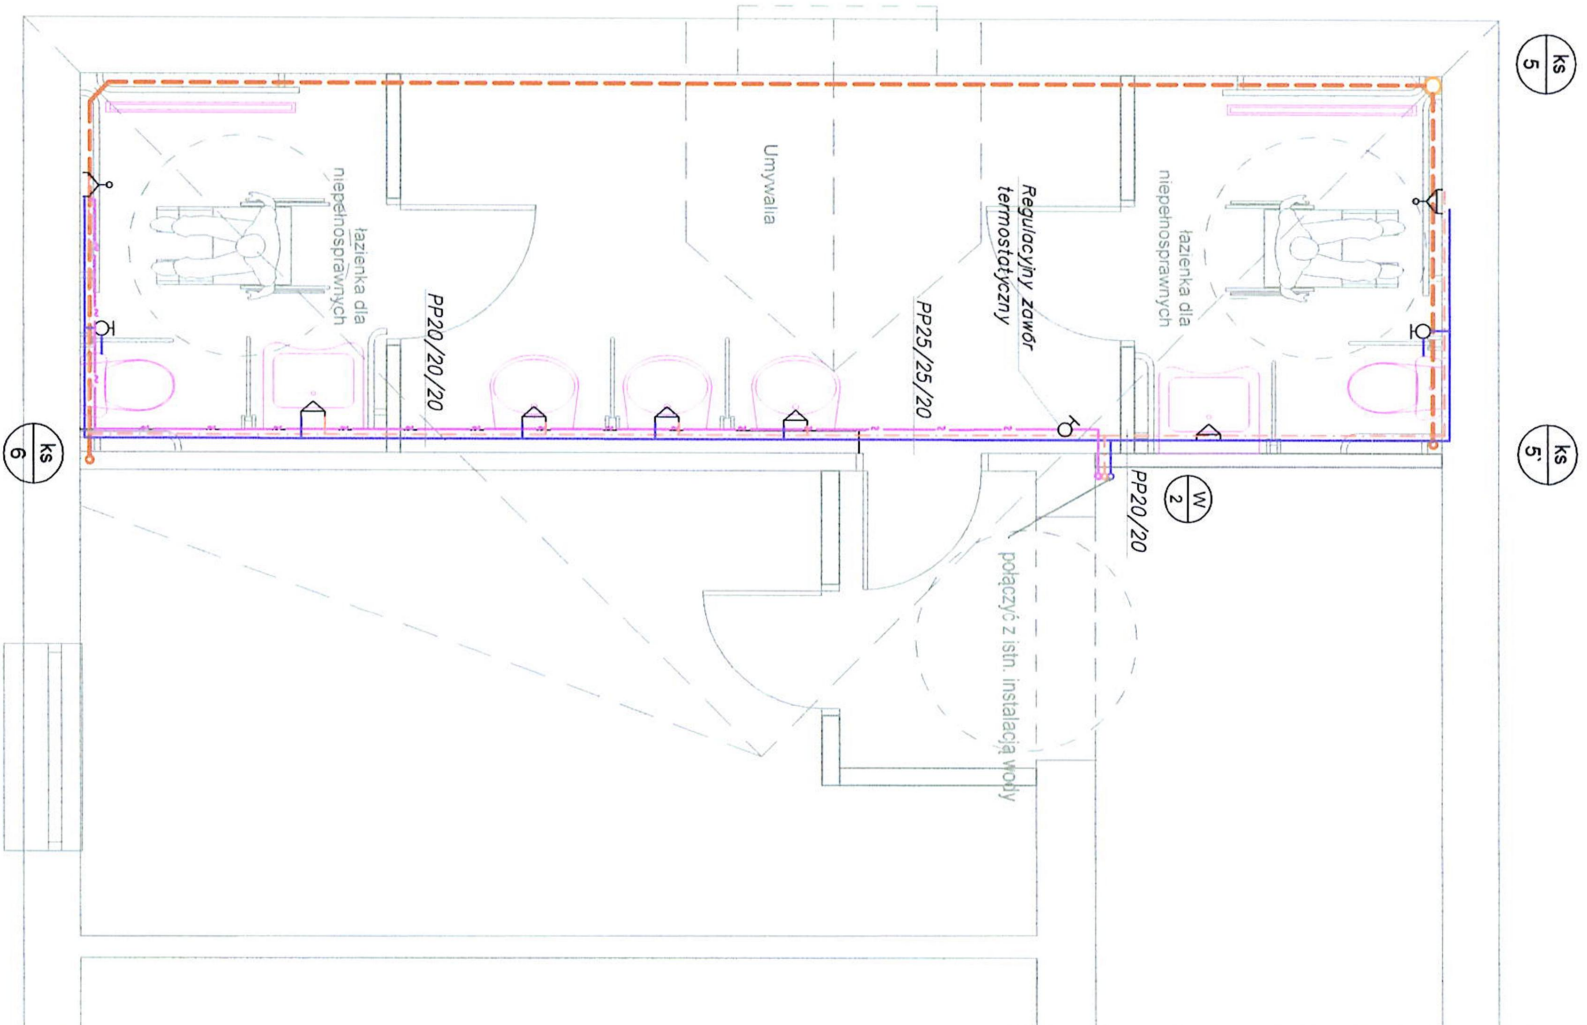 ks
5
ks
5'
ks
6
W
2
łazienka dla
niepełnosprawnych
Umywalia
Regulacyjny zawór
termostatyczny
łazienka dla
niepełnosprawnych
PP20/20/20
PP25/25/20
PP20/20
połączyć z istn. instalacją wody